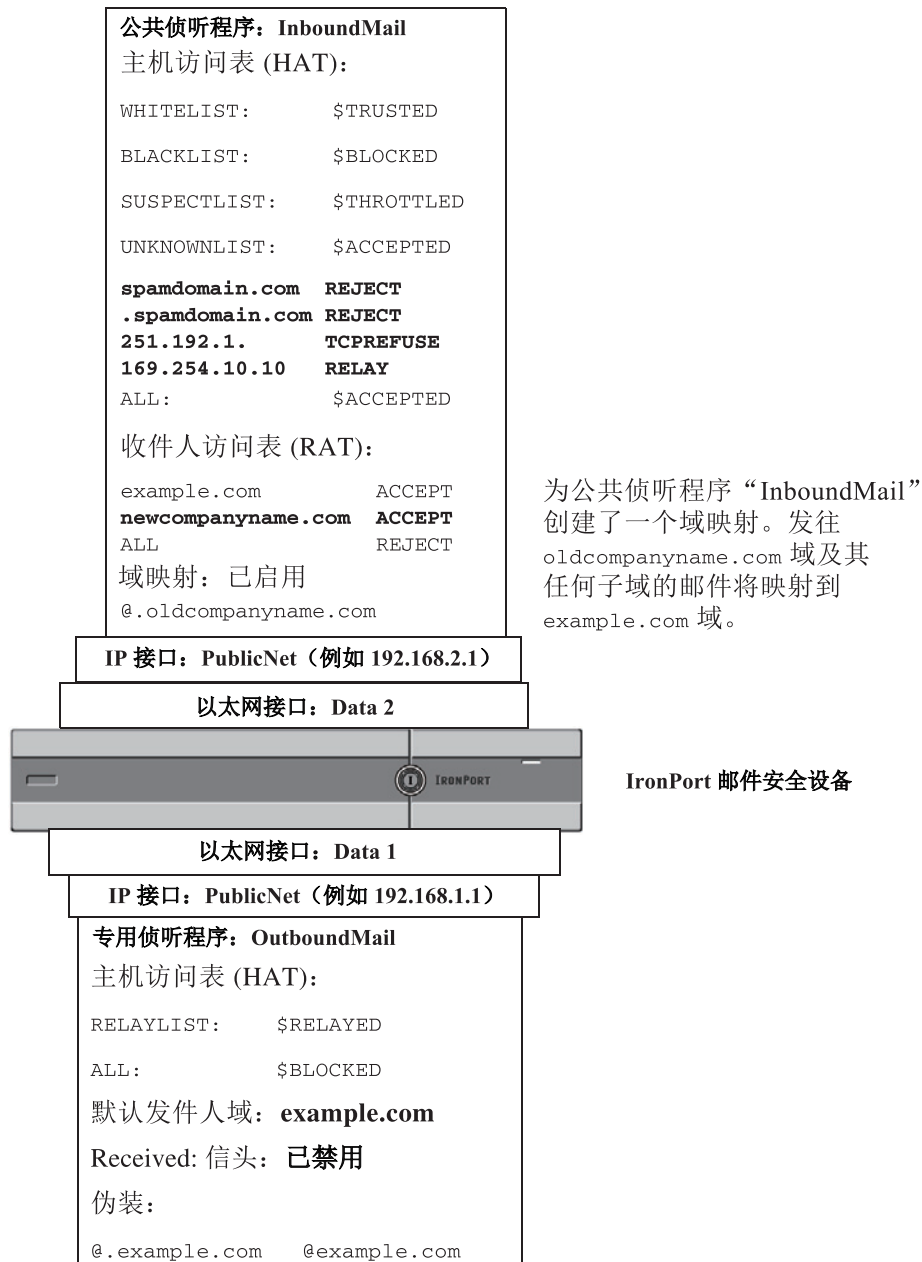 公共侦听程序：InboundMail
主机访问表 (HAT)：
WHITELIST: $TRUSTED
BLACKLIST: $BLOCKED
SUSPECTLIST: $THROTTLED
UNKNOWNLIST: $ACCEPTED
spamdomain.com REJECT
.spamdomain.com REJECT
251.192.1. TCPREFUSE
169.254.10.10 RELAY
ALL: $ACCEPTED
收件人访问表 (RAT)：
example.com ACCEPT
newcompanyname.com ACCEPT
ALL REJECT
域映射：已启用
@.oldcompanyname.com
为公共侦听程序“InboundMail”
创建了一个域映射。发往
oldcompanyname.com 域及其
任何子域的邮件将映射到
example.com 域。
IP 接口：PublicNet（例如 192.168.2.1）
以太网接口：Data 2
IRONPORT
IronPort 邮件安全设备
以太网接口：Data 1
IP 接口：PublicNet（例如 192.168.1.1）
专用侦听程序：OutboundMail
主机访问表 (HAT)：
RELAYLIST: $RELAYED
ALL: $BLOCKED
默认发件人域：example.com
Received: 信头：已禁用
伪装：
@.example.com @example.com